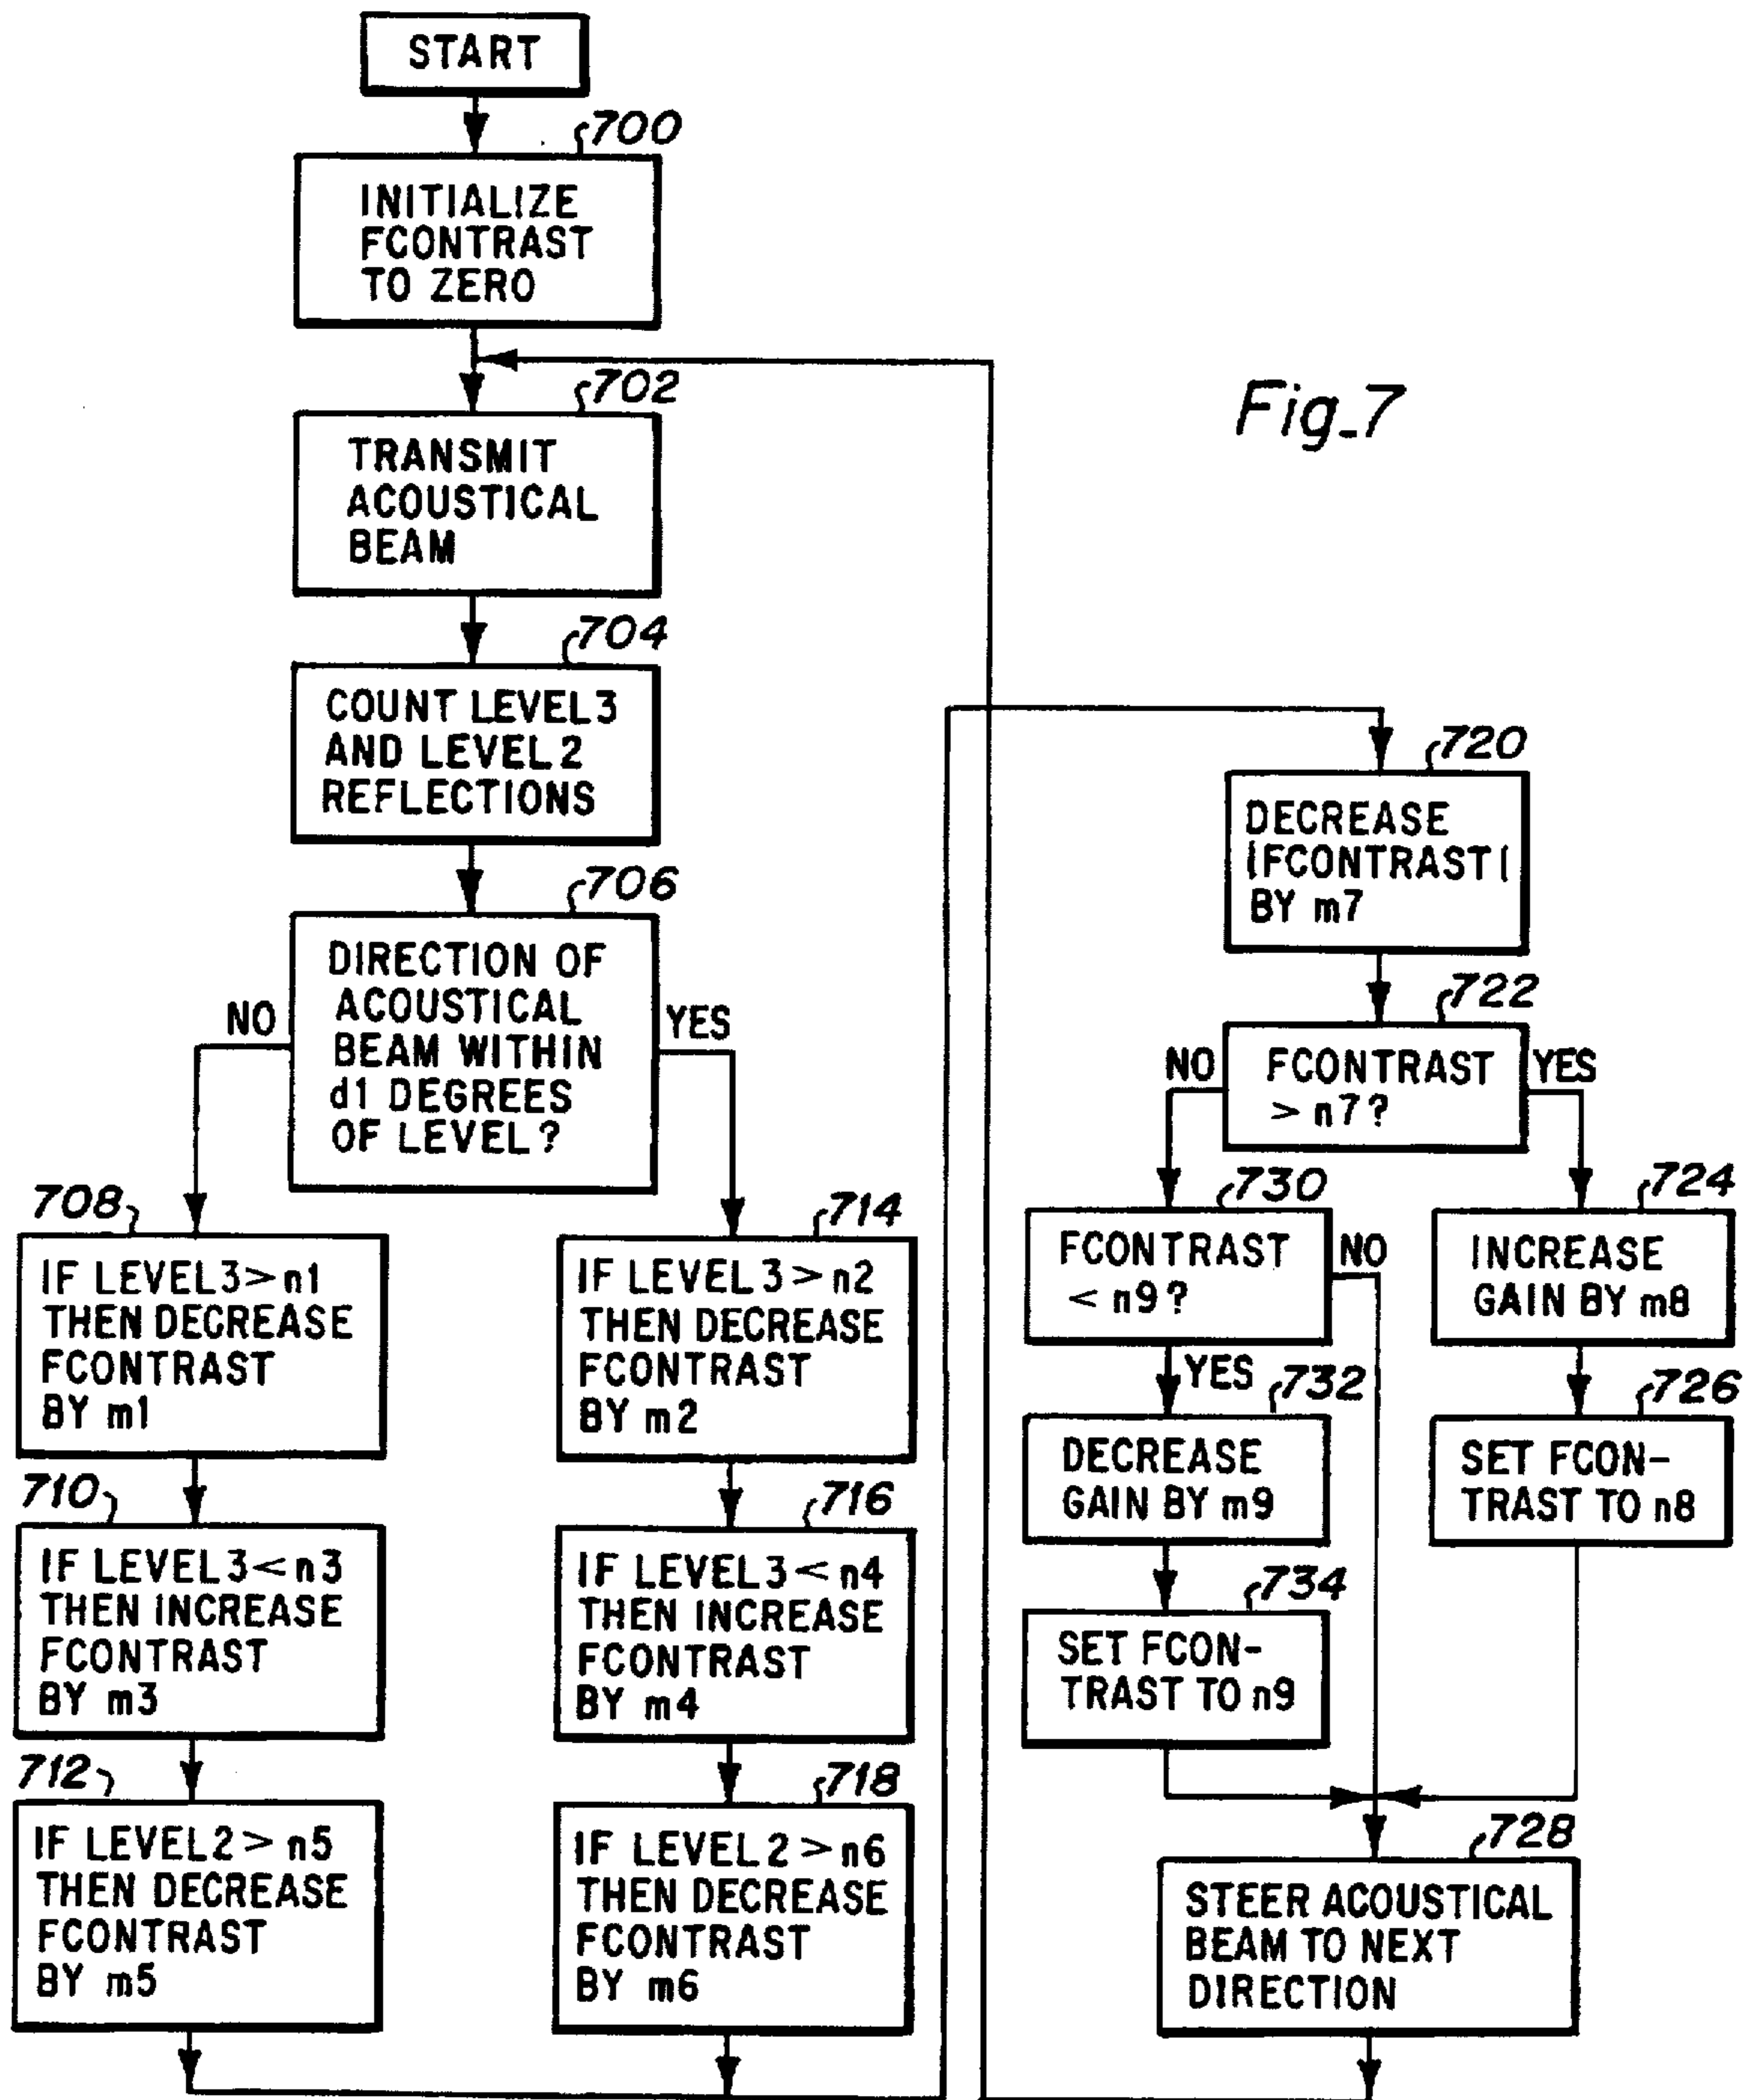 START
700
INITIALIZE
FCONTRAST
TO ZERO
702
TRANSMIT
ACOUSTICAL
BEAM
704
COUNT LEVEL3
AND LEVEL2
REFLECTIONS
706
DIRECTION OF
ACOUSTICAL
BEAM WITHIN
d1 DEGREES
OF LEVEL?
NO
YES
708
IF LEVEL3>n1
THEN DECREASE
FCONTRAST
BY m1
710
IF LEVEL3<n3
THEN INCREASE
FCONTRAST
BY m3
712
IF LEVEL2>n5
THEN DECREASE
FCONTRAST
BY m5
714
IF LEVEL3>n2
THEN DECREASE
FCONTRAST
BY m2
716
IF LEVEL3<n4
THEN INCREASE
FCONTRAST
BY m4
718
IF LEVEL2>n6
THEN DECREASE
FCONTRAST
BY m6
Fig_7
720
DECREASE
|FCONTRAST|
BY m7
722
FCONTRAST
> n7?
NO
YES
730
FCONTRAST
< n9?
NO
YES
732
DECREASE
GAIN BY m9
734
SET FCON-
TRAST TO n9
724
INCREASE
GAIN BY m8
726
SET FCON-
TRAST TO n8
728
STEER ACOUSTICAL
BEAM TO NEXT
DIRECTION